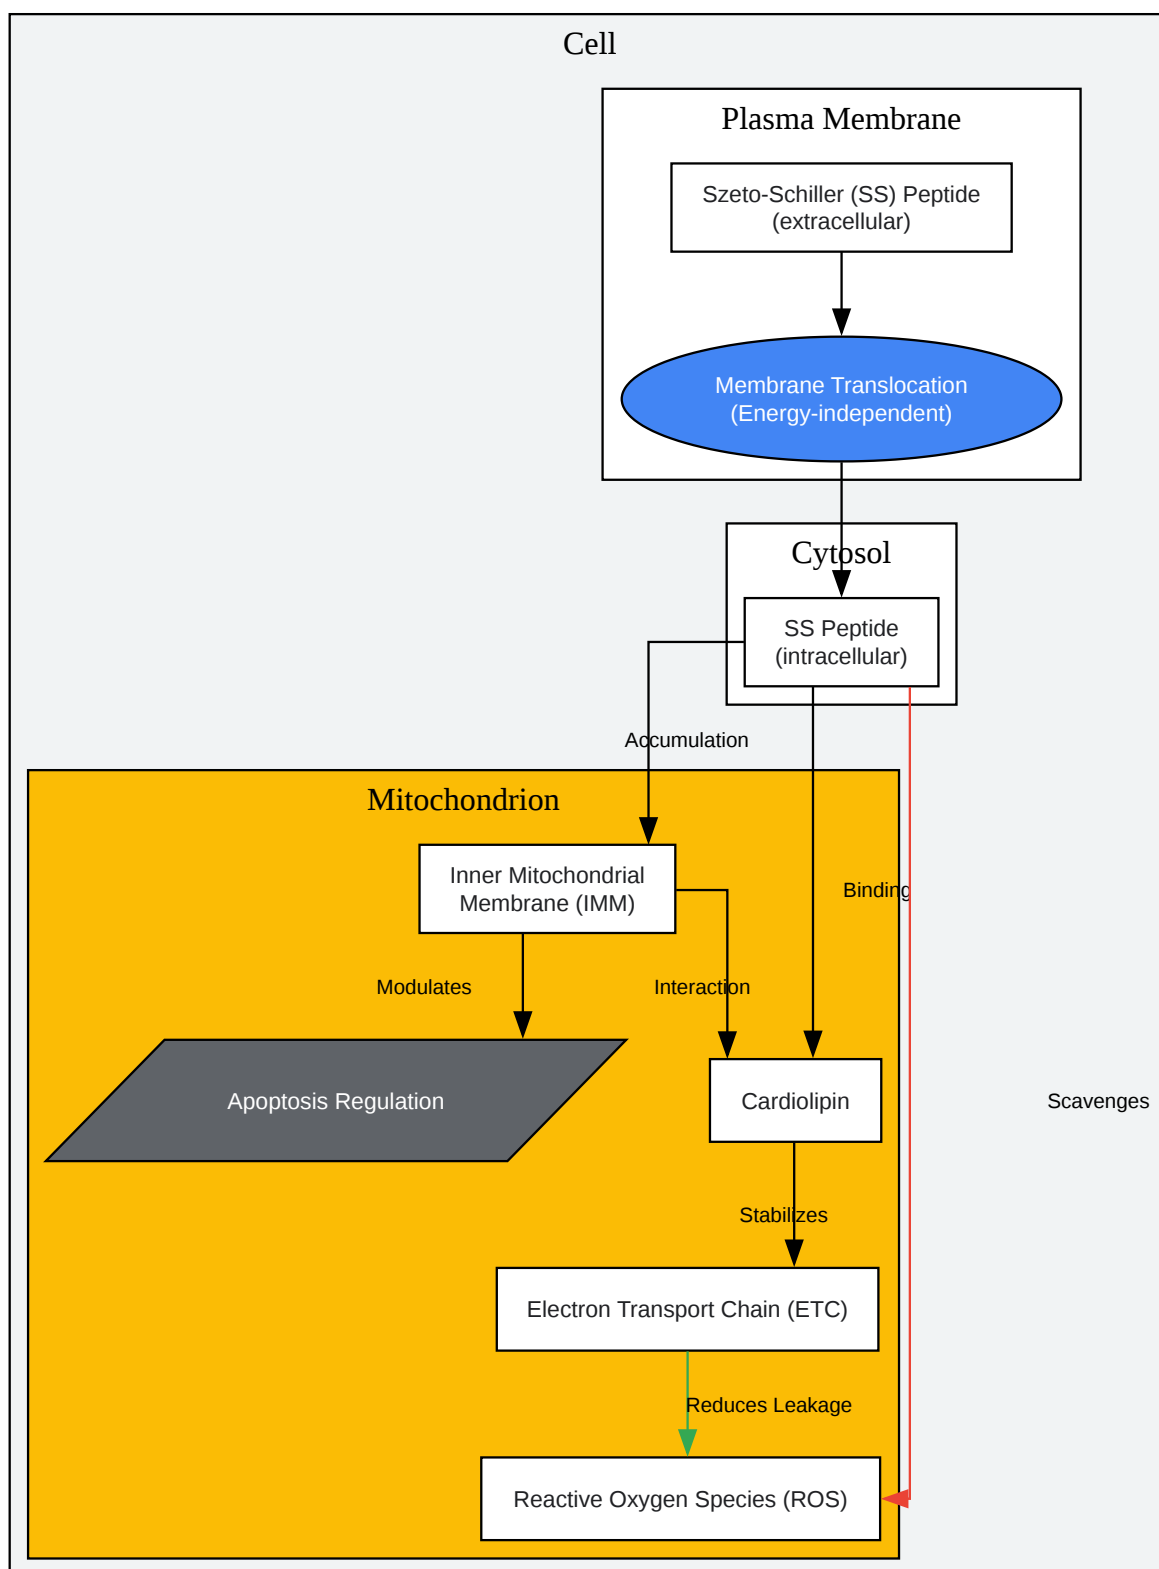 Cell
Plasma Membrane
Szeto-Schiller (SS) Peptide
(extracellular)
Membrane Translocation
(Energy-independent)
Cytosol
SS Peptide
(intracellular)
Accumulation
Mitochondrion
Inner Mitochondrial
Membrane (IMM)
Binding
Modulates
Interaction
Apoptosis Regulation
Cardiolipin
Scavenges
Stabilizes
Electron Transport Chain (ETC)
Reduces Leakage
Reactive Oxygen Species (ROS)